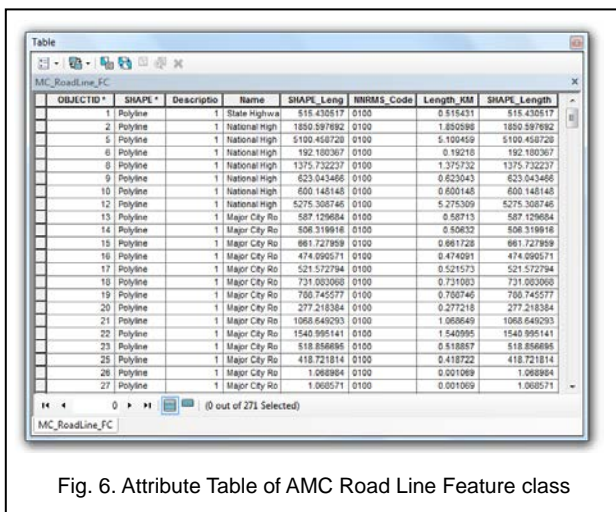 Table
MC_RoadLine_FC
OBJECTID * SHAPE * Descriptio Name SHAPE_Leng NNRMS_Code Length_KM SHAPE_Length
1 Polyline 1 State Highwa 515.430517 0100 0.515431 515.430517
2 Polyline 1 National High 1850.597692 0100 1.850598 1850.597692
5 Polyline 1 National High 5100.458728 0100 5.100459 5100.458728
6 Polyline 1 National High 192.180367 0100 0.19218 192.180367
8 Polyline 1 National High 1375.732237 0100 1.375732 1375.732237
9 Polyline 1 National High 623.043466 0100 0.623043 623.043466
10 Polyline 1 National High 600.148148 0100 0.600148 600.148148
12 Polyline 1 National High 5275.308746 0100 5.275309 5275.308746
13 Polyline 1 Major City Ro 587.129684 0100 0.58713 587.129684
14 Polyline 1 Major City Ro 506.319916 0100 0.50632 506.319916
15 Polyline 1 Major City Ro 661.727959 0100 0.661728 661.727959
16 Polyline 1 Major City Ro 474.090571 0100 0.474091 474.090571
17 Polyline 1 Major City Ro 521.572794 0100 0.521573 521.572794
18 Polyline 1 Major City Ro 731.083068 0100 0.731083 731.083068
19 Polyline 1 Major City Ro 788.745577 0100 0.788746 788.745577
20 Polyline 1 Major City Ro 277.218384 0100 0.277218 277.218384
21 Polyline 1 Major City Ro 1068.649293 0100 1.068649 1068.649293
22 Polyline 1 Major City Ro 1540.995141 0100 1.540995 1540.995141
23 Polyline 1 Major City Ro 518.856695 0100 0.518857 518.856695
25 Polyline 1 Major City Ro 418.721814 0100 0.418722 418.721814
26 Polyline 1 Major City Ro 1.068984 0100 0.001069 1.068984
27 Polyline 1 Major City Ro 1.068571 0100 0.001069 1.068571
0 (0 out of 271 Selected)
MC_RoadLine_FC
Fig. 6. Attribute Table of AMC Road Line Feature class